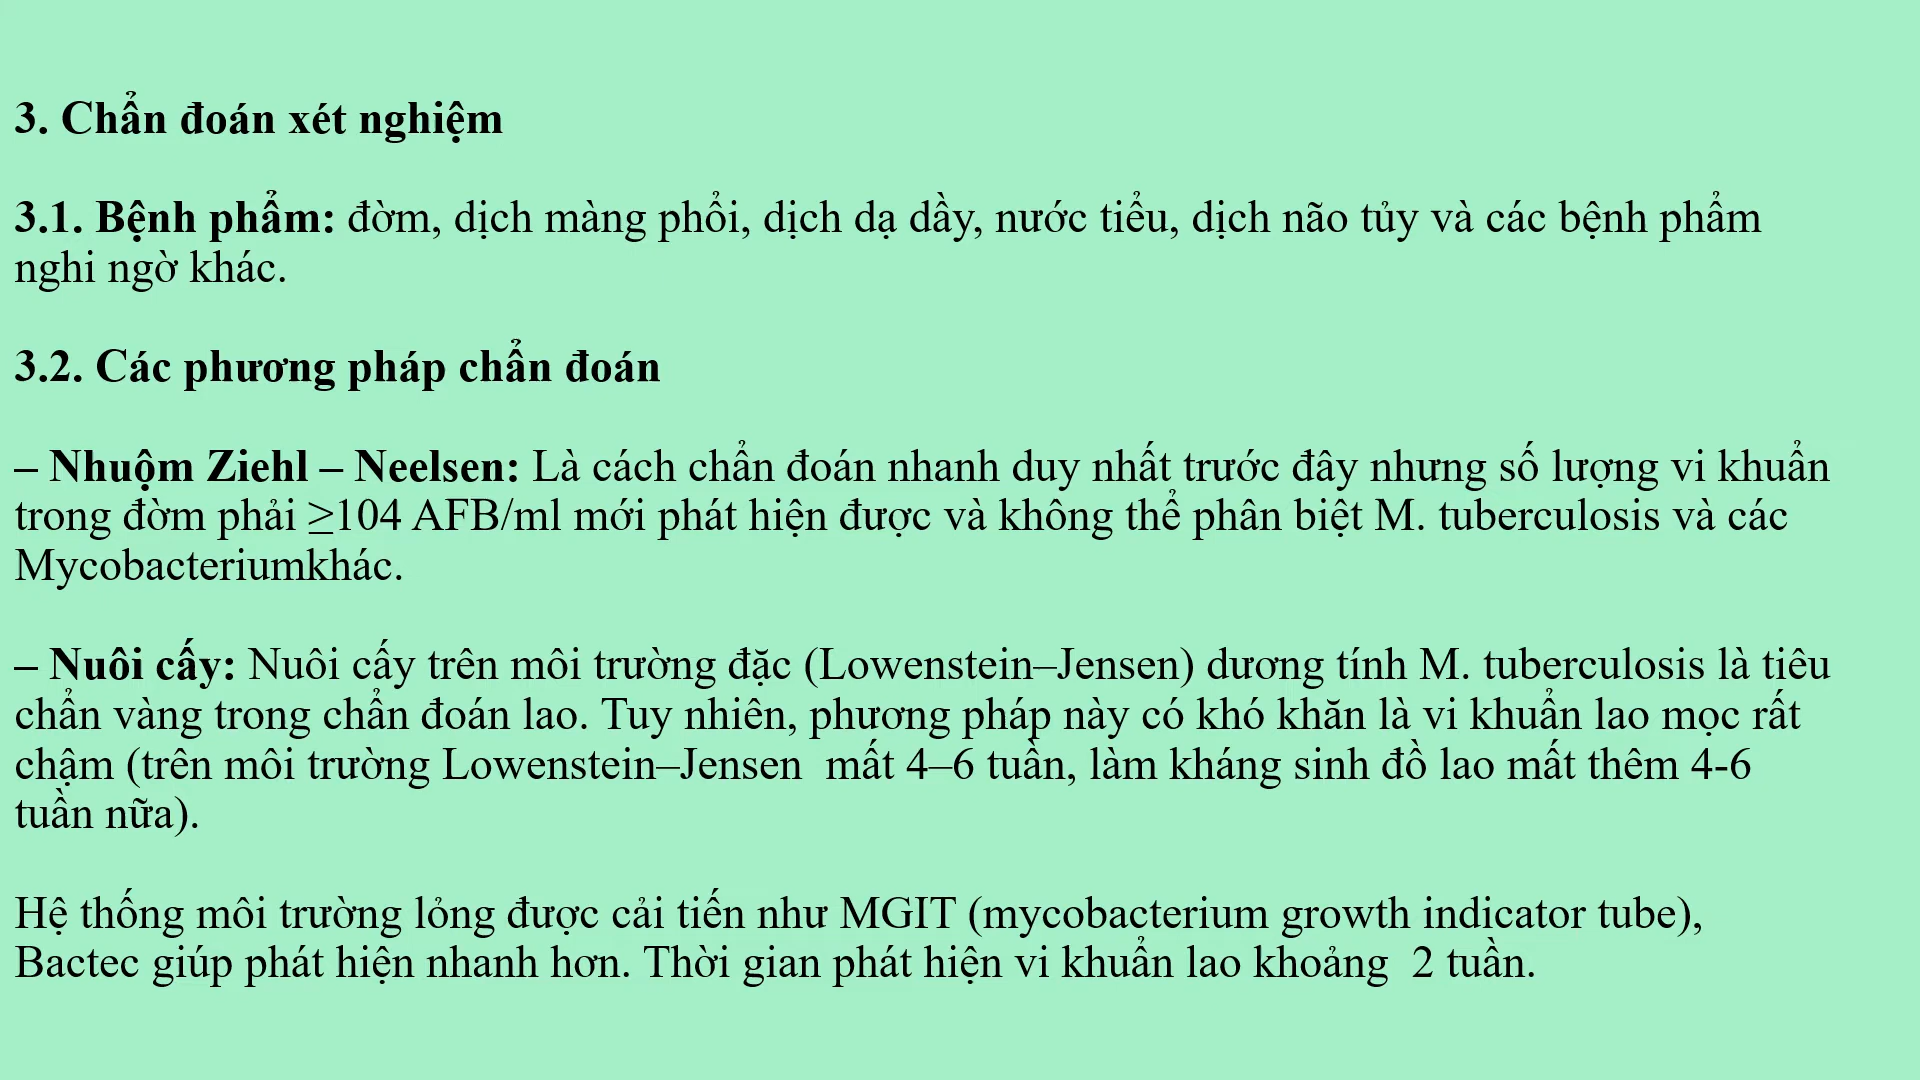 3. Chẩn đoán xét nghiệm
3.1. Bệnh phẩm: đờm, dịch màng phổi, dịch dạ dầy, nước tiểu, dịch não tủy và các bệnh phẩm
nghi ngờ khác.
3.2. Các phương pháp chẩn đoán
– Nhuộm Ziehl – Neelsen: Là cách chẩn đoán nhanh duy nhất trước đây nhưng số lượng vi khuẩn
trong đờm phải ≥104 AFB/ml mới phát hiện được và không thể phân biệt M. tuberculosis và các
Mycobacteriumkhác.
– Nuôi cấy: Nuôi cấy trên môi trường đặc (Lowenstein–Jensen) dương tính M. tuberculosis là tiêu
chẩn vàng trong chẩn đoán lao. Tuy nhiên, phương pháp này có khó khăn là vi khuẩn lao mọc rất
chậm (trên môi trường Lowenstein–Jensen  mất 4–6 tuần, làm kháng sinh đồ lao mất thêm 4-6
tuần nữa).
Hệ thống môi trường lỏng được cải tiến như MGIT (mycobacterium growth indicator tube),
Bactec giúp phát hiện nhanh hơn. Thời gian phát hiện vi khuẩn lao khoảng  2 tuần.